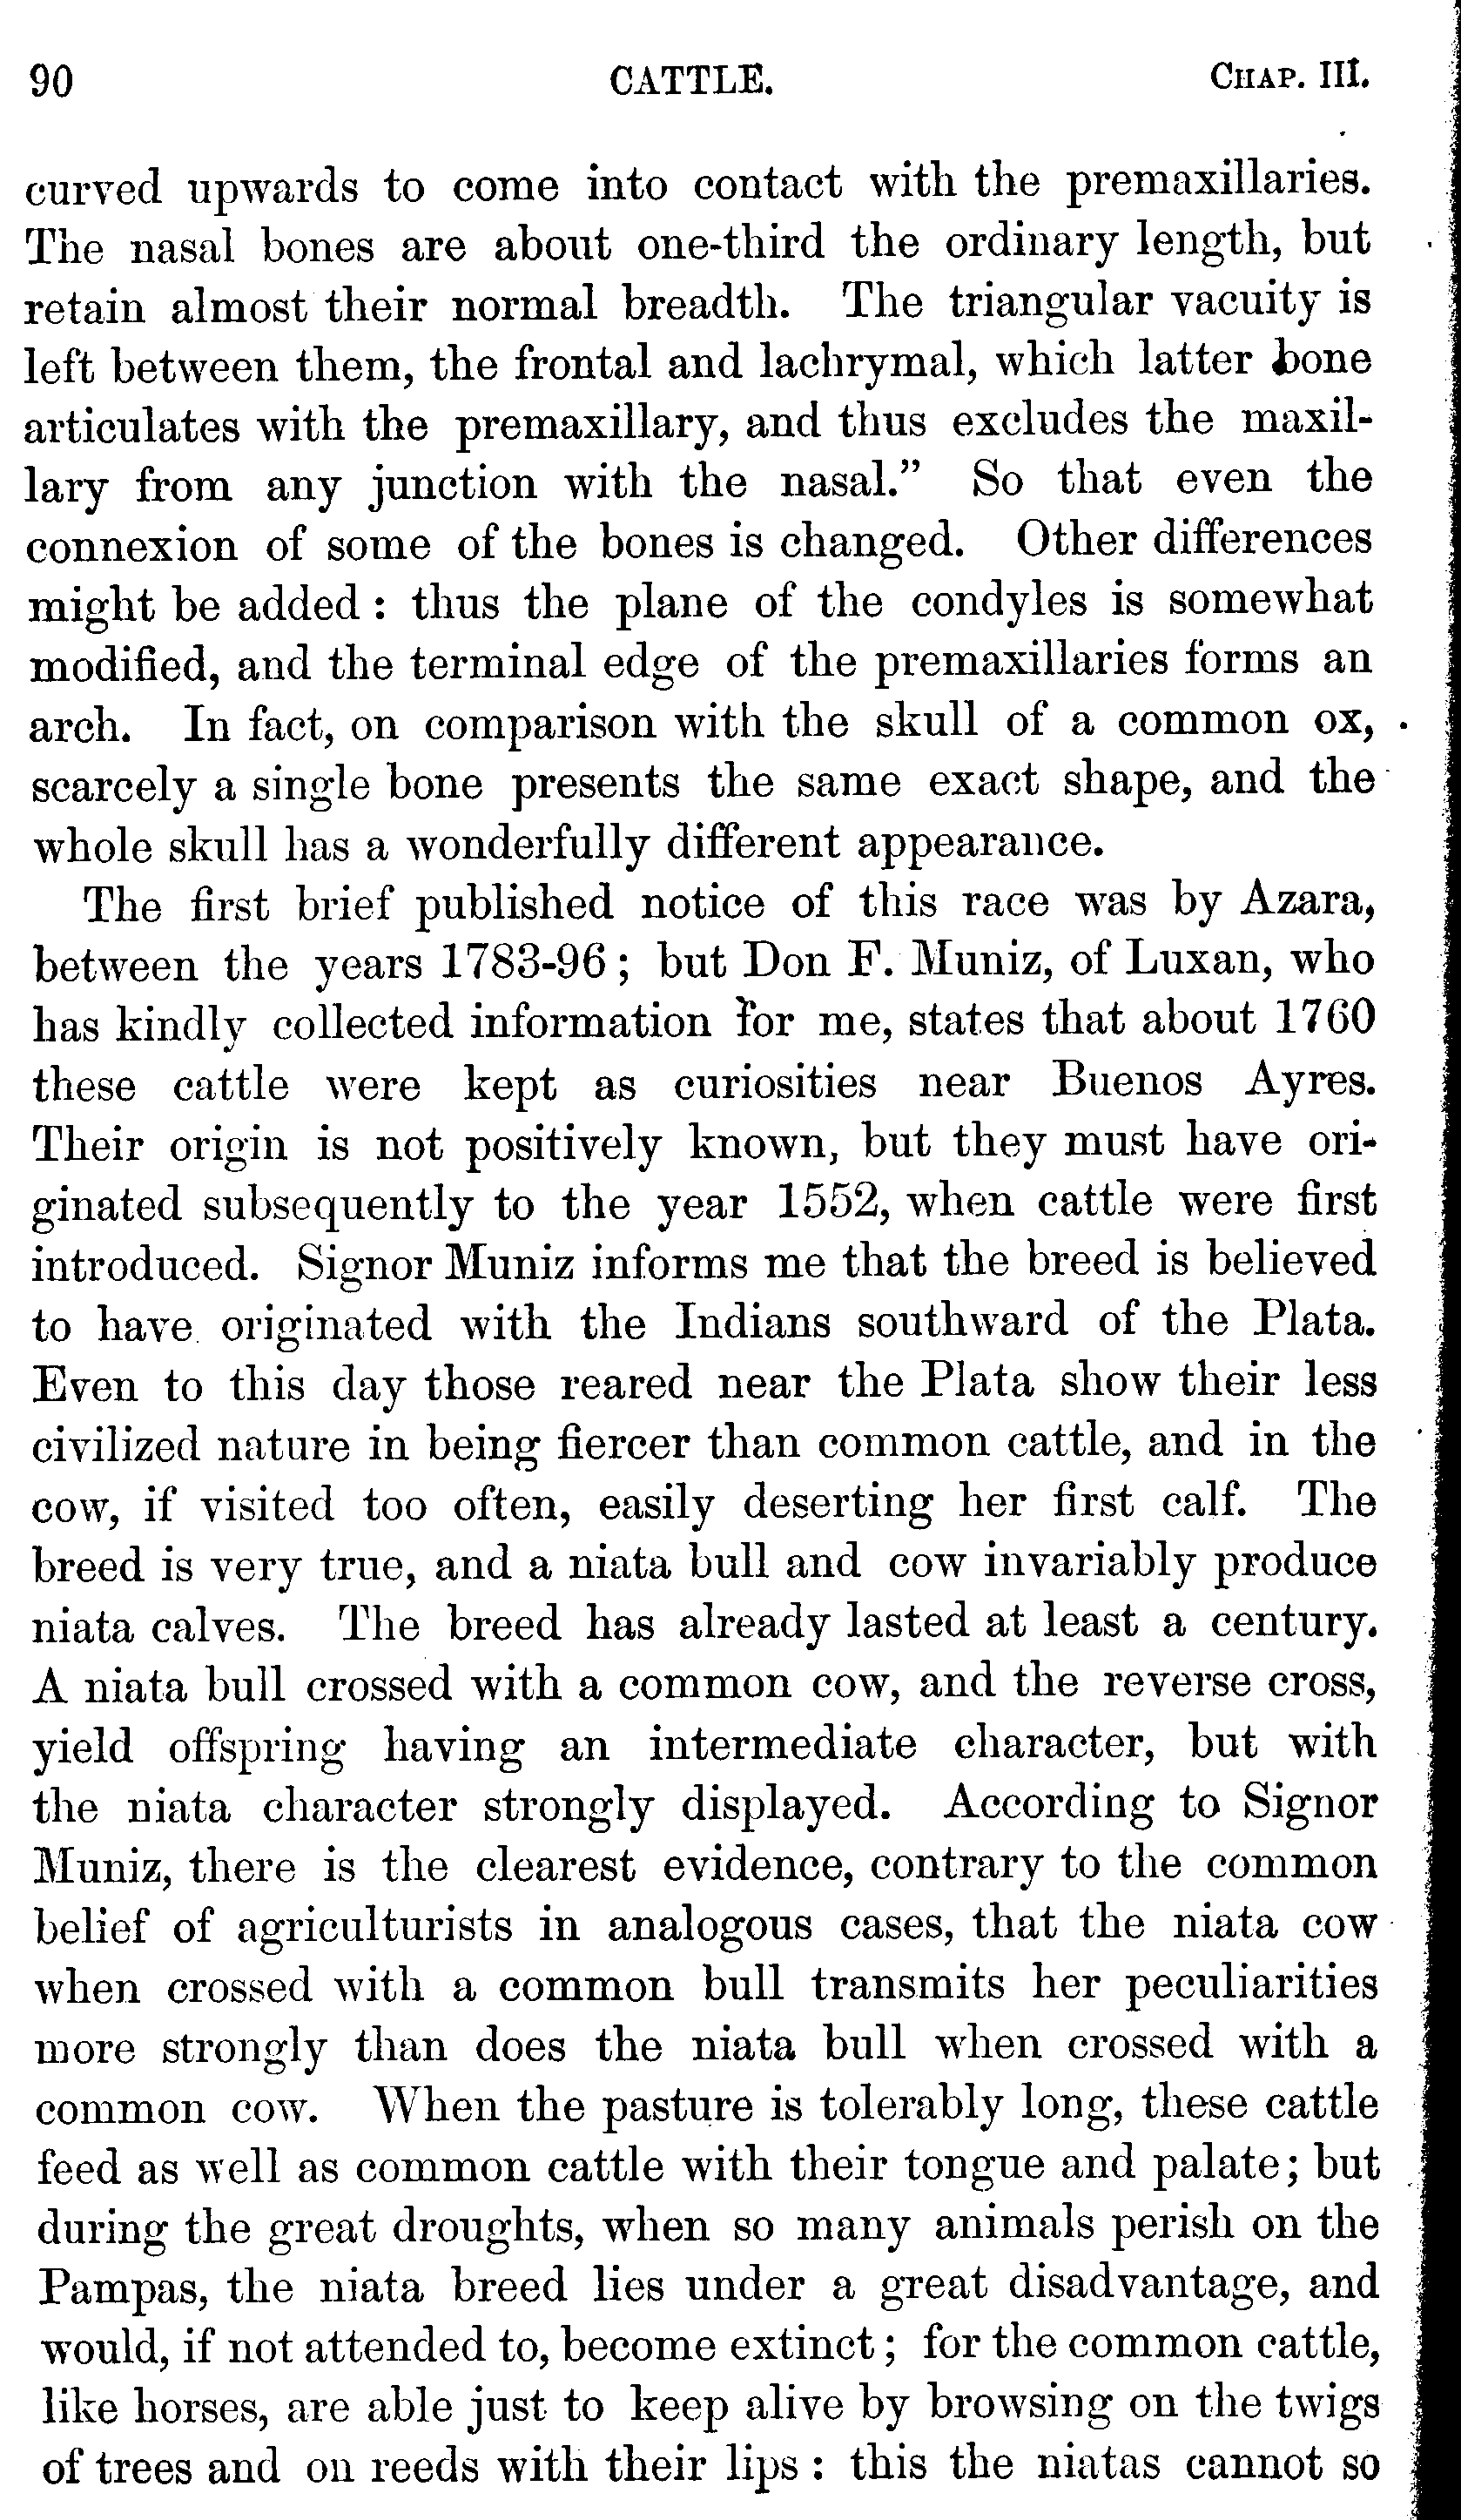 90 CATTLE. CHAP. III.
curved upwards to come into contact with the premaxillaries.
The nasal bones are about one-third the ordinary length, but
retain almost their normal breadth. The triangular vacuity is
left between them, the frontal and lachrymal, which latter bone
articulates with the premaxillary, and thus excludes the maxil-
lary from any junction with the nasal.” So that even the
connexion of some of the bones is changed. Other differences
might be added : thus the plane of the condyles is somewhat
modified, and the terminal edge of the premaxillaries forms an
arch. In fact, on comparison with the skull of a common ox,
scarcely a single bone presents the same exact shape, and the
whole skull has a wonderfully different appearance.
The first brief published notice of this race was by Azara,
between the years 1783-96 ; but Don F. Muniz, of Luxan, who
has kindly collected information for me, states that about 1760
these cattle were kept as curiosities near Buenos Ayres.
Their origin is not positively known, but they must have ori-
ginated subsequently to the year 1552, when cattle were first
introduced. Signor Muniz informs me that the breed is believed
to have originated with the Indians southward of the Plata.
Even to this day those reared near the Plata show their less
civilized nature in being fiercer than common cattle, and in the
cow, if visited too often, easily deserting her first calf. The
breed is very true, and a niata bull and cow invariably produce
niata calves. The breed has already lasted at least a century.
A niata bull crossed with a common cow, and the reverse cross,
yield offspring having an intermediate character, but with
the niata character strongly displayed. According to Signor
Muniz, there is the clearest evidence, contrary to the common
belief of agriculturists in analogous cases, that the niata cow
when crossed with a common bull transmits her peculiarities
more strongly than does the niata bull when crossed with a
common cow. When the pasture is tolerably long, these cattle
feed as well as common cattle with their tongue and palate ; but
during the great droughts, when so many animals perish on the
Pampas, the niata breed lies under a great disadvantage, and
would, if not attended to, become extinct ; for the common cattle,
like horses, are able just to keep alive by browsing on the twigs
of trees and on reeds with their lips : this the niatas cannot so